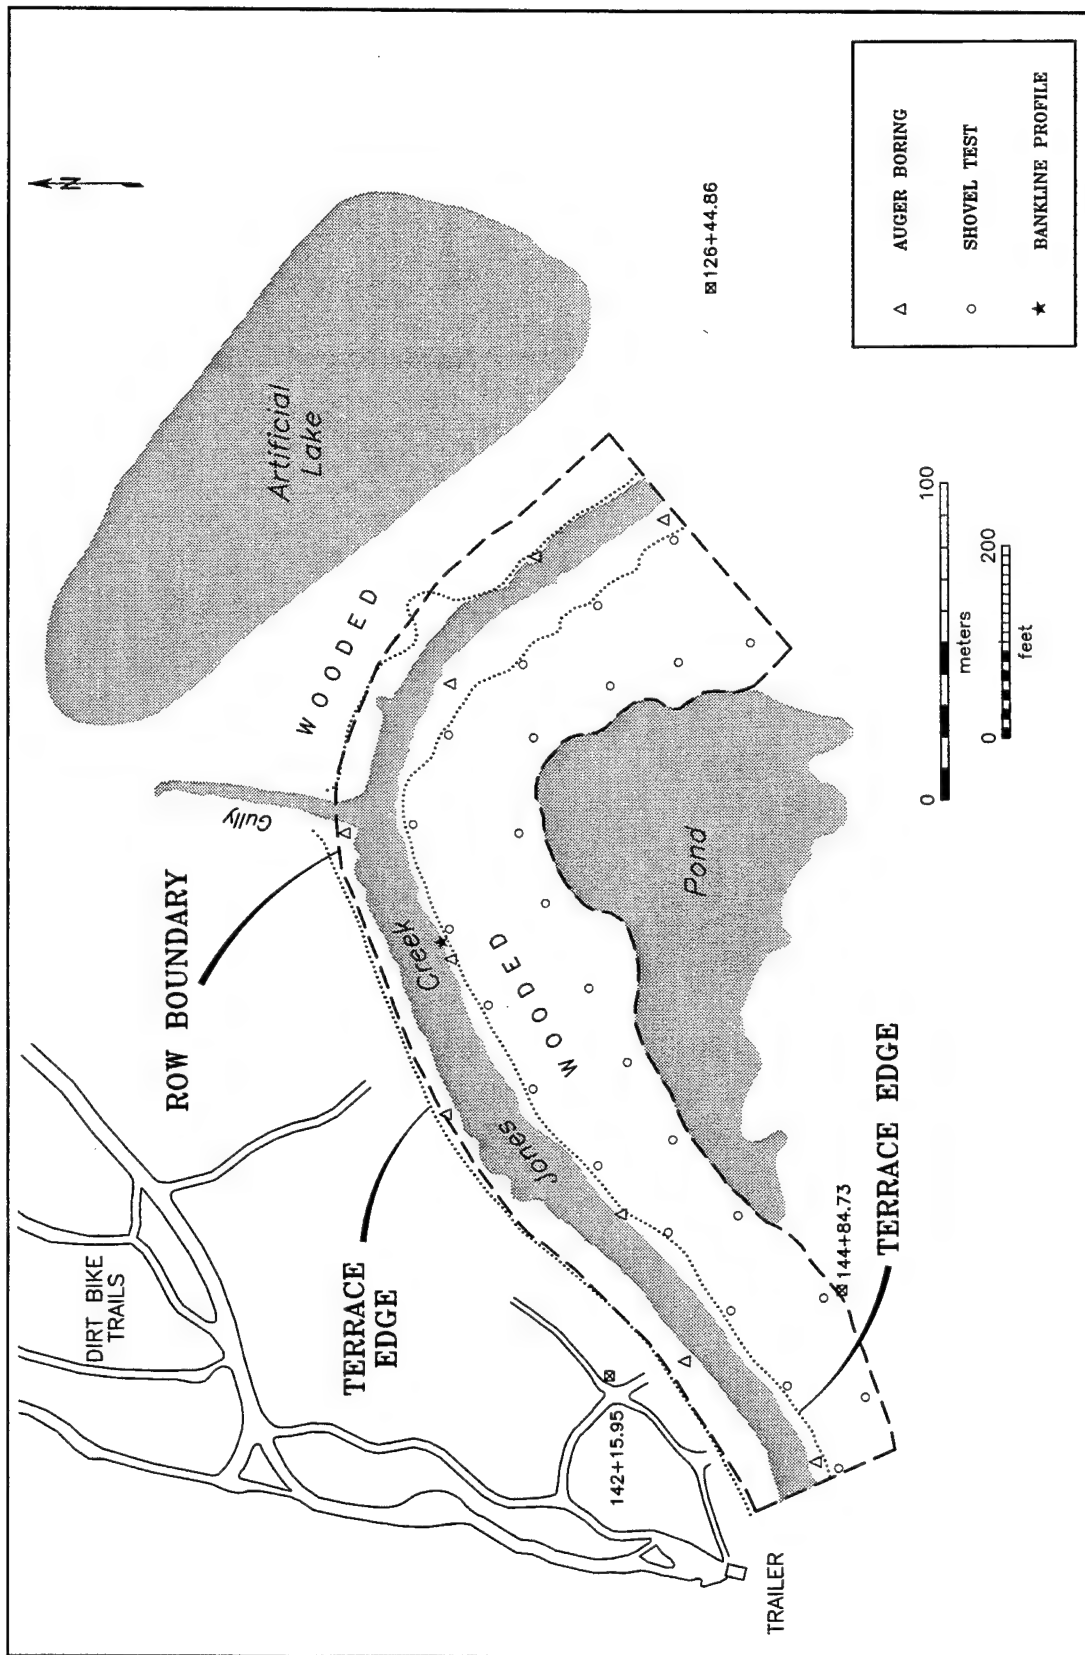 N
Artificial
Lake
126+44.86
WOODED
Gully
ROW BOUNDARY
Jones Creek
WOODED
Pond
DIRT BIKE
TRAILS
TERRACE
EDGE
142+15.95
144+84.73
TERRACE EDGE
TRAILER
0 100
meters
0 200
feet
AUGER BORING
SHOVEL TEST
BANKLINE PROFILE